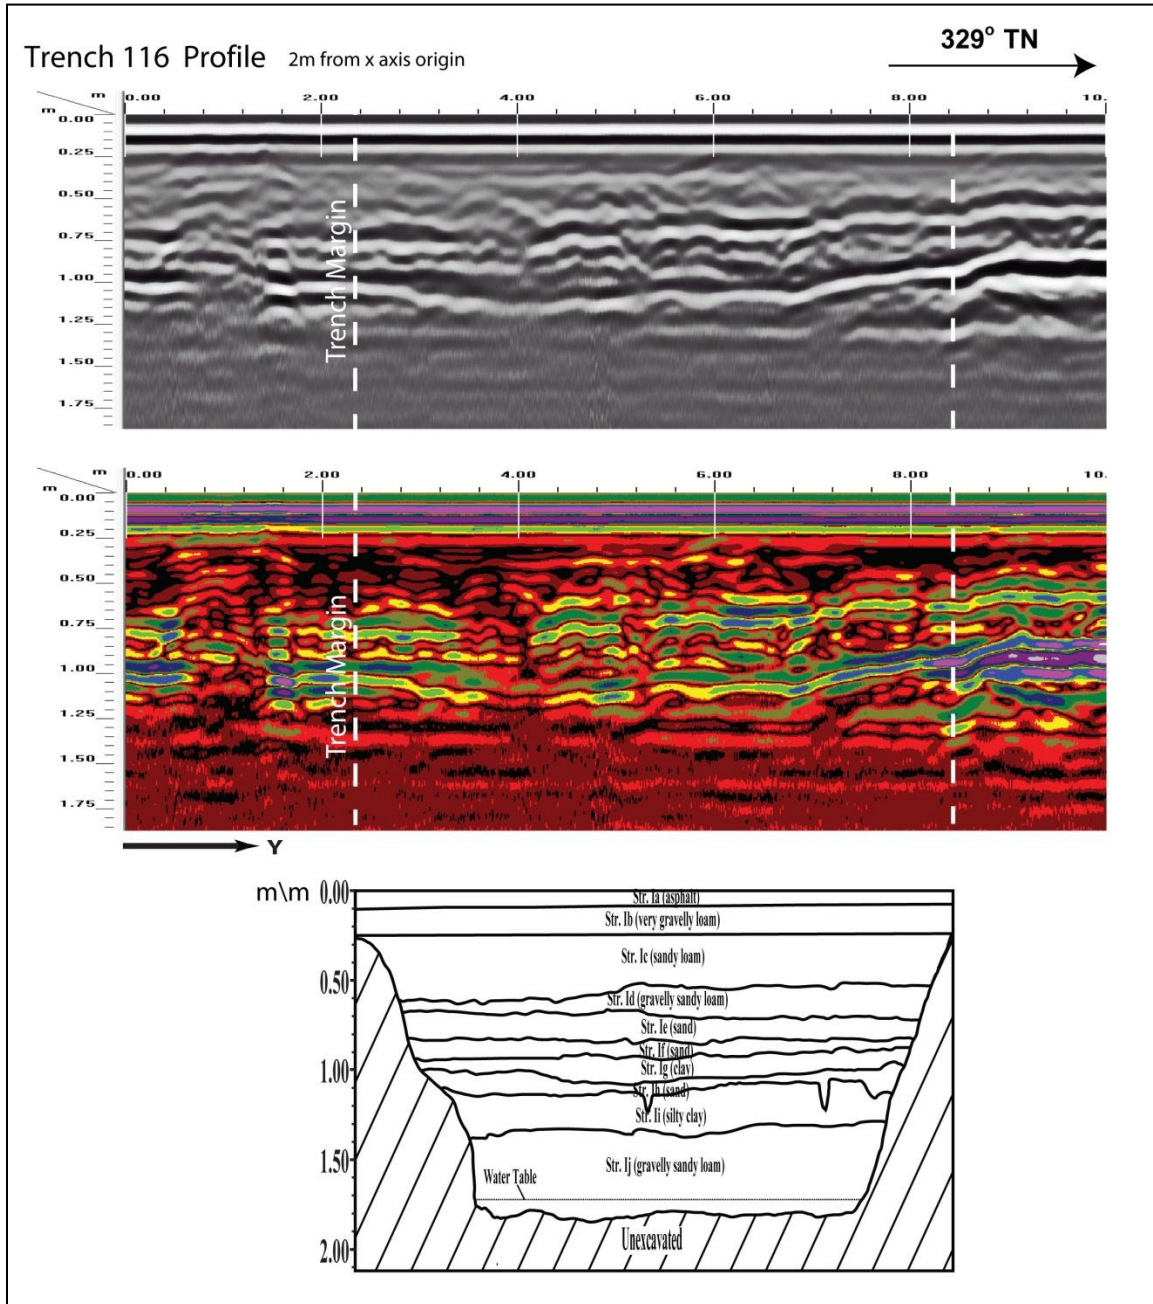 329° TN
Trench 116 Profile 2m from x axis origin
m 0.00 2.00 4.00 6.00 8.00 10.
m
0.00
0.25
0.50
0.75
1.00
1.25
1.50
1.75
Trench Margin
m 0.00 2.00 4.00 6.00 8.00 10.
m
0.00
0.25
0.50
0.75
1.00
1.25
1.50
1.75
Trench Margin
Y
m\m 0.00
0.50
1.00
1.50
2.00
Str. Ia (asphalt)
Str. Ib (very gravelly loam)
Str. Ic (sandy loam)
Str. Id (gravelly sandy loam)
Str. Ie (sand)
Str. If (sand)
Str. Ig (clay)
Str. Ih (sand)
Str. Ii (silty clay)
Str. Ij (gravelly sandy loam)
Water Table
Unexcavated